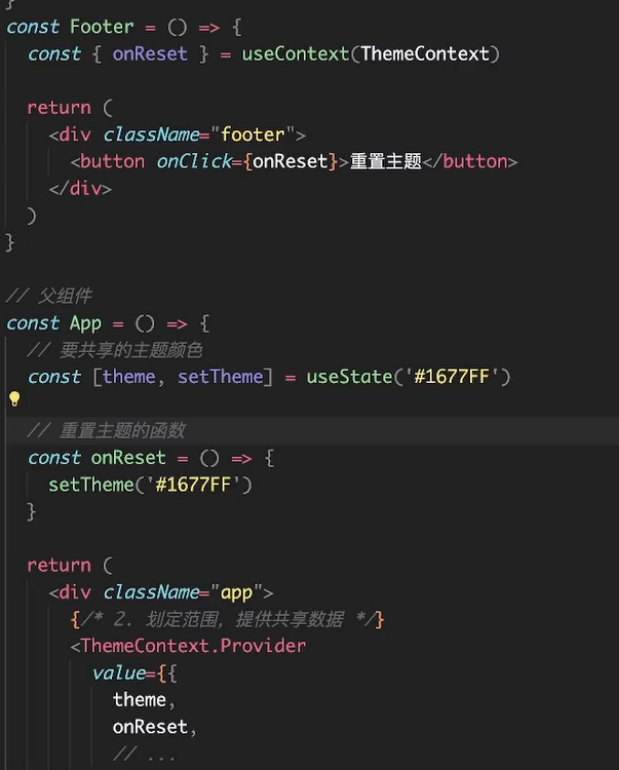 }
const Footer = () => {
  const { onReset } = useContext(ThemeContext)

  return (
    <div className="footer">
      <button onClick={onReset}>重置主题</button>
    </div>
  )
}

// 父组件
const App = () => {
  // 要共享的主题颜色
  const [theme, setTheme] = useState('#1677FF')

  // 重置主题的函数
  const onReset = () => {
    setTheme('#1677FF')
  }

  return (
    <div className="app">
      {/* 2. 划定范围, 提供共享数据 */}
      <ThemeContext.Provider
        value={{
          theme,
          onReset,
          // ...